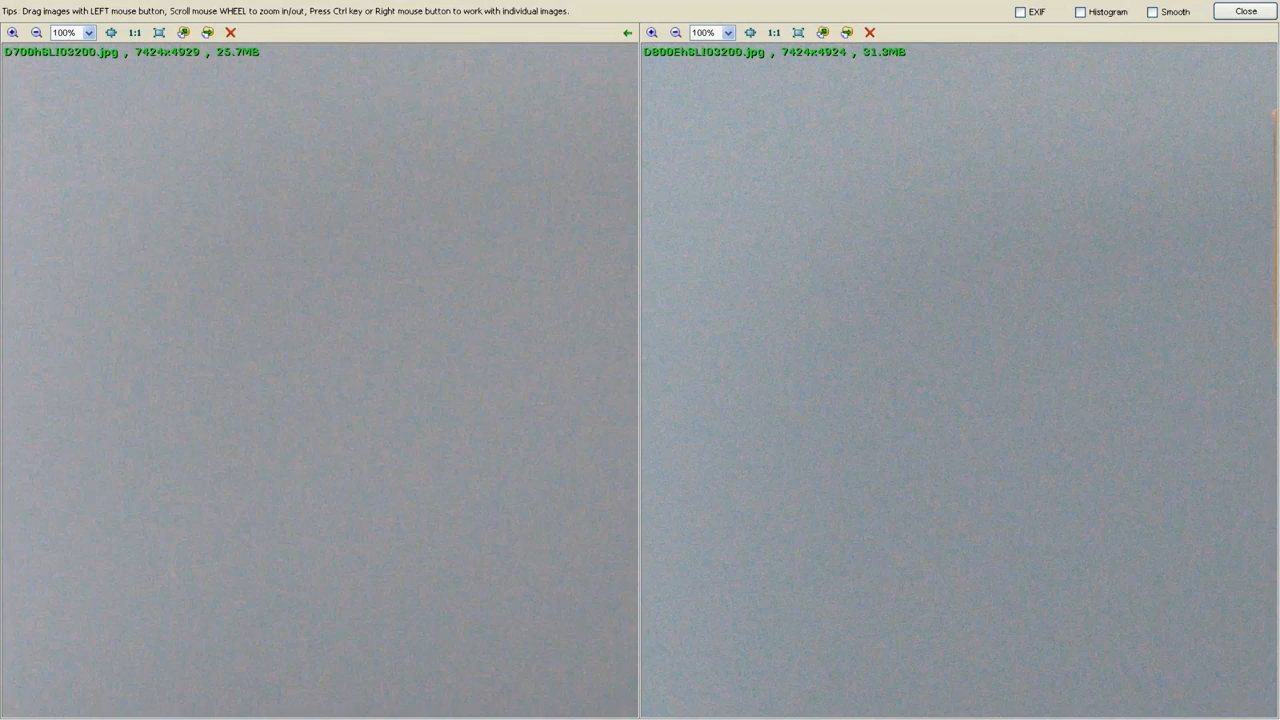 Tips: Drag images with LEFT mouse button, Scroll mouse WHEEL to zoom in/out, Press Ctrl key or Right mouse button to work with individual images.
EXIF
Histogram
Smooth
Close
100%
1:1
100%
1:1
D700hSLI03200.jpg , 7424x4929 , 25.7MB
D800EhSLI03200.jpg , 7424x4924 , 31.3MB